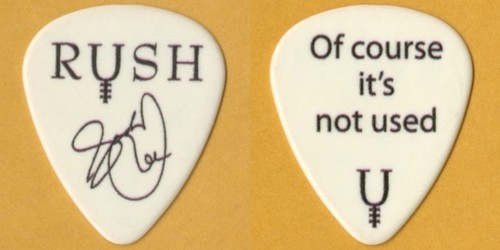 RUSH
Of course
it's
not used
U